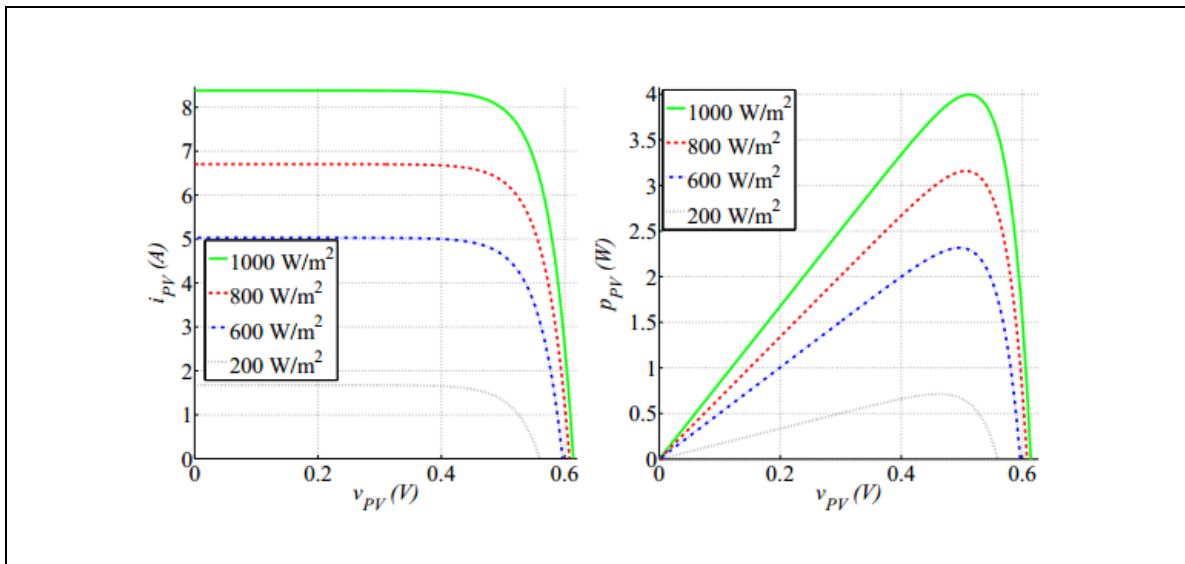 8
7
6
5
4
3
2
1
0
i_PV (A)
1000 W/m²
800 W/m²
600 W/m²
200 W/m²
0 0.2 0.4 0.6
v_PV (V)
4
3.5
3
2.5
2
1.5
1
0.5
0
p_PV (W)
1000 W/m²
800 W/m²
600 W/m²
200 W/m²
0 0.2 0.4 0.6
v_PV (V)